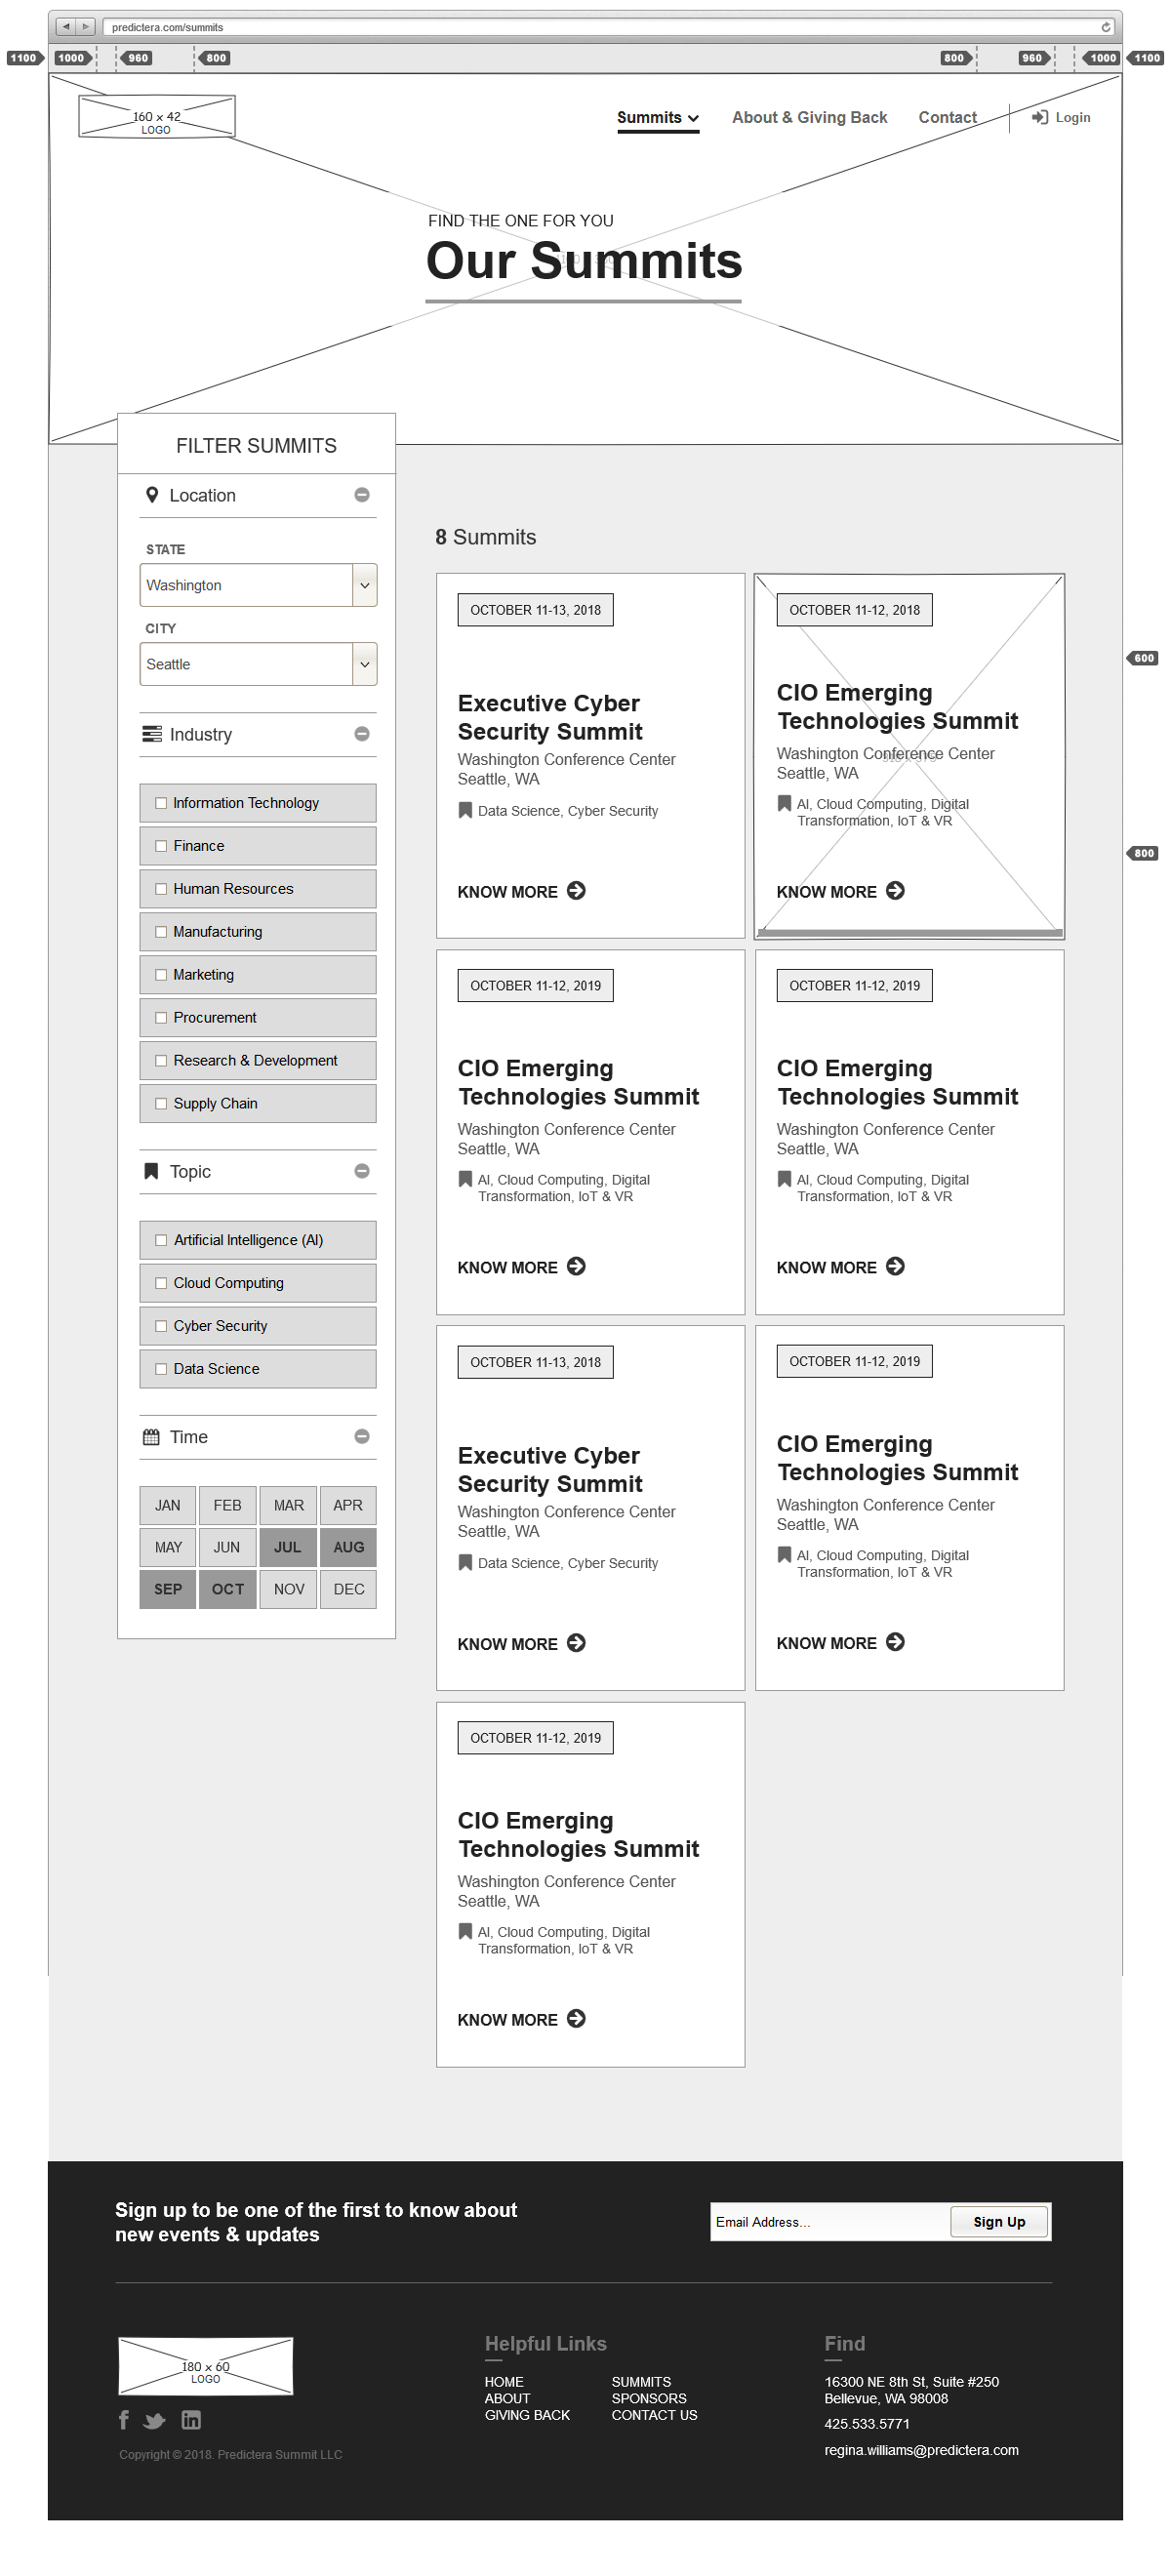 predictera.com/summits
1100
1000
960
800
800
960
1000
1100
160 x 42
LOGO
Summits
About & Giving Back
Contact
Login
FIND THE ONE FOR YOU
Our Summits
FILTER SUMMITS
Location
STATE
Washington
CITY
Seattle
Industry
Information Technology
Finance
Human Resources
Manufacturing
Marketing
Procurement
Research & Development
Supply Chain
Topic
Artificial Intelligence (AI)
Cloud Computing
Cyber Security
Data Science
Time
JAN
FEB
MAR
APR
MAY
JUN
JUL
AUG
SEP
OCT
NOV
DEC
8 Summits
OCTOBER 11-13, 2018
Executive Cyber
Security Summit
Washington Conference Center
Seattle, WA
Data Science, Cyber Security
KNOW MORE
OCTOBER 11-12, 2018
CIO Emerging
Technologies Summit
Washington Conference Center
Seattle, WA
AI, Cloud Computing, Digital
Transformation, IoT & VR
KNOW MORE
600
800
OCTOBER 11-12, 2019
CIO Emerging
Technologies Summit
Washington Conference Center
Seattle, WA
AI, Cloud Computing, Digital
Transformation, IoT & VR
KNOW MORE
OCTOBER 11-12, 2019
CIO Emerging
Technologies Summit
Washington Conference Center
Seattle, WA
AI, Cloud Computing, Digital
Transformation, IoT & VR
KNOW MORE
OCTOBER 11-13, 2018
Executive Cyber
Security Summit
Washington Conference Center
Seattle, WA
Data Science, Cyber Security
KNOW MORE
OCTOBER 11-12, 2019
CIO Emerging
Technologies Summit
Washington Conference Center
Seattle, WA
AI, Cloud Computing, Digital
Transformation, IoT & VR
KNOW MORE
OCTOBER 11-12, 2019
CIO Emerging
Technologies Summit
Washington Conference Center
Seattle, WA
AI, Cloud Computing, Digital
Transformation, IoT & VR
KNOW MORE
Sign up to be one of the first to know about
new events & updates
Email Address...
Sign Up
180 x 60
LOGO
Copyright © 2018. Predictera Summit LLC
Helpful Links
HOME
ABOUT
GIVING BACK
SUMMITS
SPONSORS
CONTACT US
Find
16300 NE 8th St, Suite #250
Bellevue, WA 98008
425.533.5771
regina.williams@predictera.com